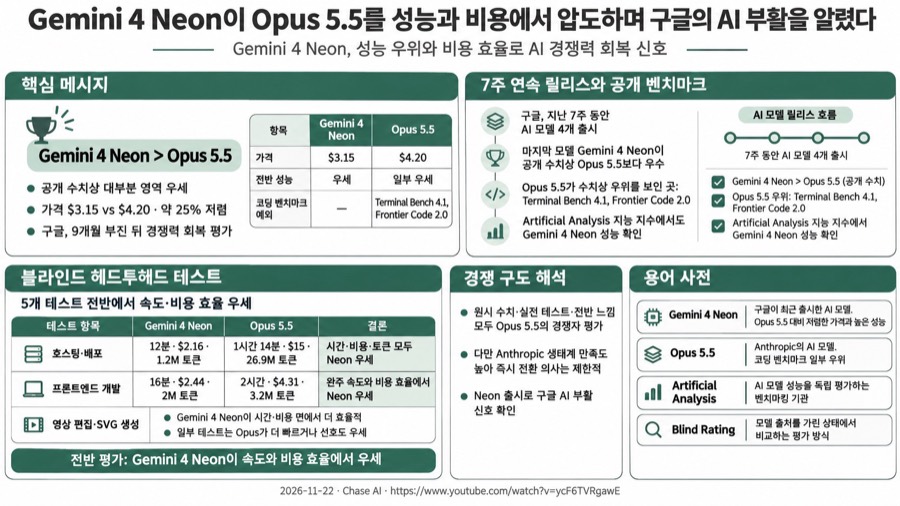 Gemini 4 Neon이 Opus 5.5를 성능과 비용에서 압도하며 구글의 AI 부활을 알렸다
Gemini 4 Neon, 성능 우위와 비용 효율로 AI 경쟁력 회복 신호
핵심 메시지
Gemini 4 Neon > Opus 5.5
공개 수치상 대부분 영역 우세
가격 $3.15 vs $4.20 · 약 25% 저렴
구글, 9개월 부진 뒤 경쟁력 회복 평가
항목
Gemini 4
Neon
Opus 5.5
가격
$3.15
$4.20
전반 성능
우세
일부 우세
코딩 벤치마크
예외
—
Terminal Bench 4.1,
Frontier Code 2.0
7주 연속 릴리스와 공개 벤치마크
구글, 지난 7주 동안
AI 모델 4개 출시
마지막 모델 Gemini 4 Neon이
공개 수치상 Opus 5.5보다 우수
Opus 5.5가 수치상 우위를 보인 곳:
Terminal Bench 4.1, Frontier Code 2.0
Artificial Analysis 지능 지수에서도
Gemini 4 Neon 성능 확인
AI 모델 릴리스 흐름
7주 동안 AI 모델 4개 출시
Gemini 4 Neon > Opus 5.5 (공개 수치)
Opus 5.5 우위: Terminal Bench 4.1,
Frontier Code 2.0
Artificial Analysis 지능 지수에서
Gemini 4 Neon 성능 확인
블라인드 헤드투헤드 테스트
5개 테스트 전반에서 속도·비용 효율 우세
테스트 항목
Gemini 4 Neon
Opus 5.5
결론
호스팅·배포
12분 · $2.16 ·
1.2M 토큰
1시간 14분 · $15 ·
26.9M 토큰
시간·비용·토큰 모두
Neon 우세
프론트엔드 개발
16분 · $2.44 ·
2M 토큰
2시간 · $4.31 ·
3.2M 토큰
완주 속도와 비용 효율에서
Neon 우세
영상 편집·SVG 생성
Gemini 4 Neon이 시간·비용 면에서 더 효율적
일부 테스트는 Opus가 더 빠르거나 선호도 우세
전반 평가: Gemini 4 Neon이 속도와 비용 효율에서 우세
경쟁 구도 해석
원시 수치·실전 테스트·전반 느낌
모두 Opus 5.5의 경쟁자 평가
다만 Anthropic 생태계 만족도
높아 즉시 전환 의사는 제한적
Neon 출시로 구글 AI 부활
신호 확인
용어 사전
Gemini 4 Neon
구글이 최근 출시한 AI 모델.
Opus 5.5 대비 저렴한 가격과 높은 성능
Opus 5.5
Anthropic의 AI 모델.
코딩 벤치마크 일부 우위
Artificial
Analysis
AI 모델 성능을 독립 평가하는
벤치마킹 기관
Blind Rating
모델 출처를 가린 상태에서
비교하는 평가 방식
2026-11-22 · Chase AI · https://www.youtube.com/watch?v=ycF6TVRgawE